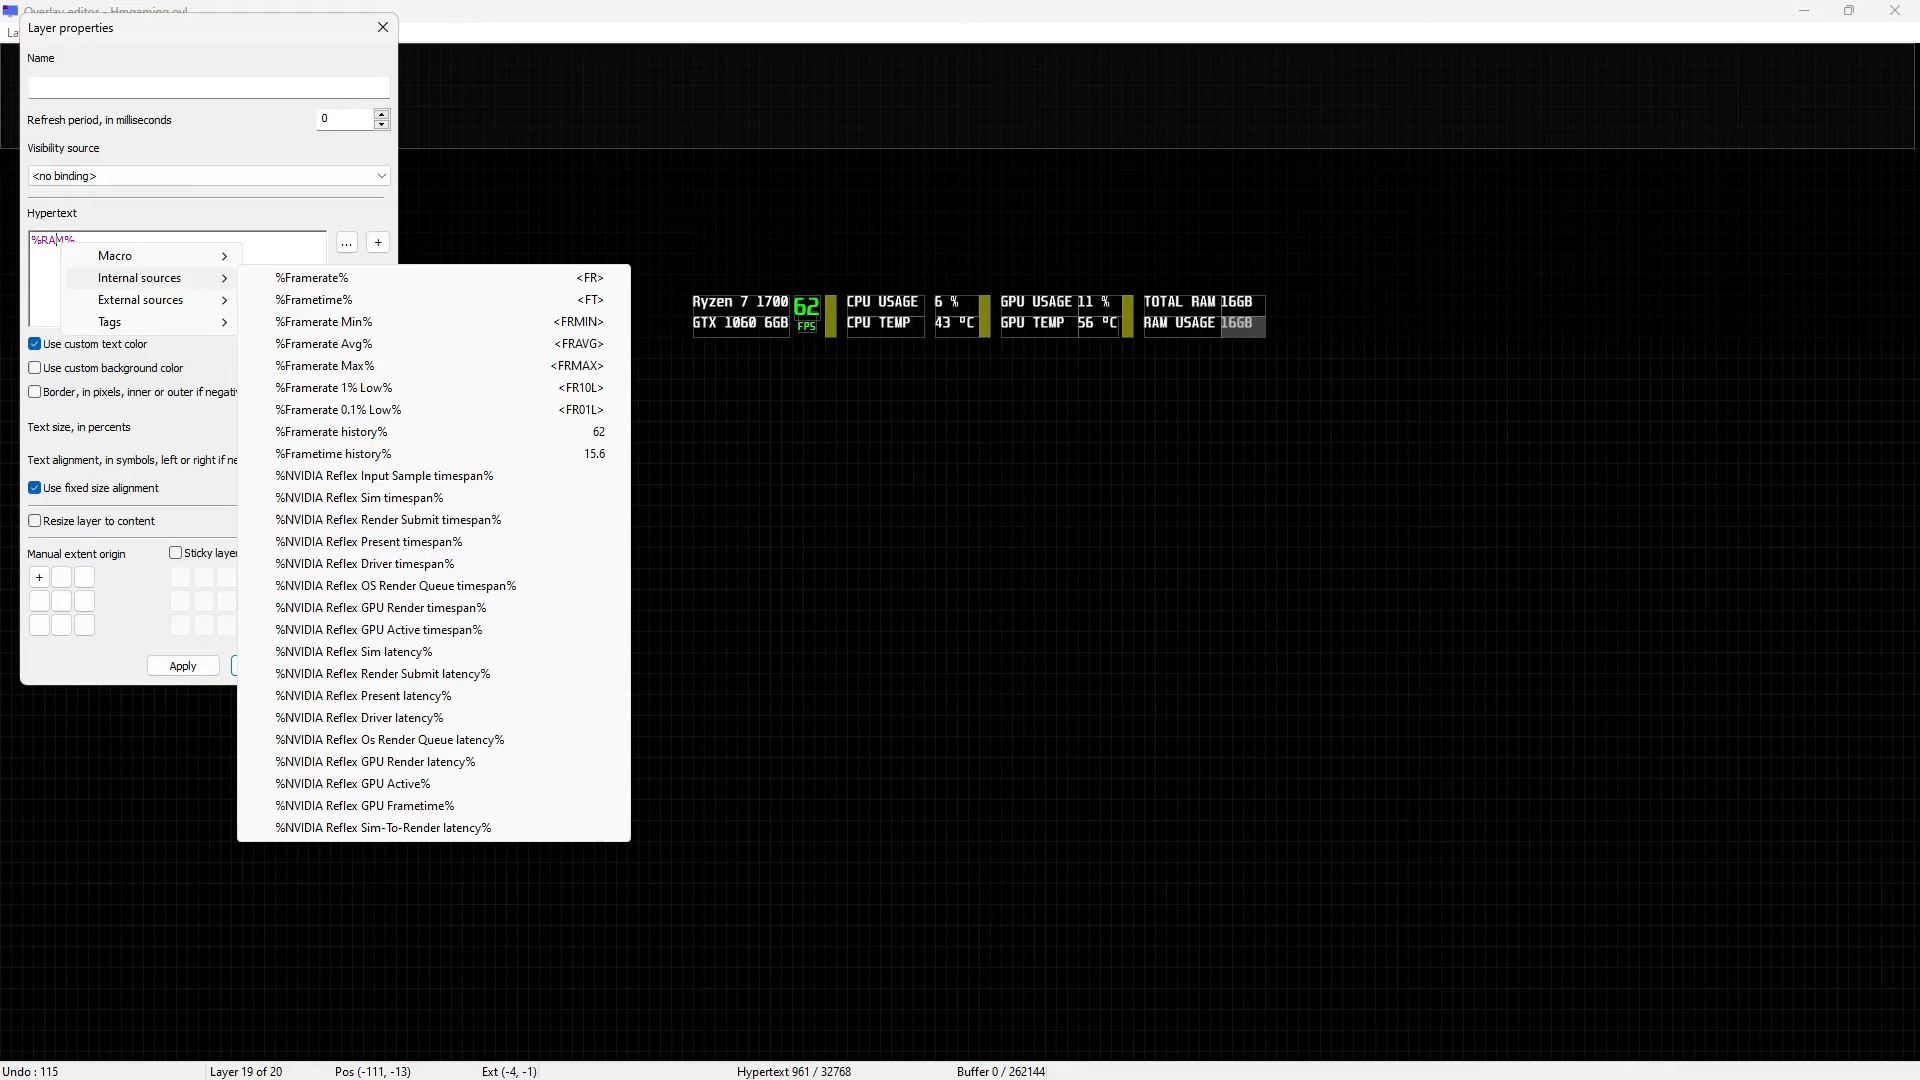 Overlay editor - Hmgaming.ovl
La
Layer properties
Name
Refresh period, in milliseconds
0
Visibility source
<no binding>
Hypertext
%RAM%
...
+
Macro
Internal sources
External sources
Tags
Use custom text color
Use custom background color
Border, in pixels, inner or outer if negati
Text size, in percents
Text alignment, in symbols, left or right if ne
Use fixed size alignment
Resize layer to content
Manual extent origin
Sticky layer
+
Apply
%Framerate% <FR>
%Frametime% <FT>
%Framerate Min% <FRMIN>
%Framerate Avg% <FRAVG>
%Framerate Max% <FRMAX>
%Framerate 1% Low% <FR10L>
%Framerate 0.1% Low% <FR01L>
%Framerate history% 62
%Frametime history% 15.6
%NVIDIA Reflex Input Sample timespan%
%NVIDIA Reflex Sim timespan%
%NVIDIA Reflex Render Submit timespan%
%NVIDIA Reflex Present timespan%
%NVIDIA Reflex Driver timespan%
%NVIDIA Reflex OS Render Queue timespan%
%NVIDIA Reflex GPU Render timespan%
%NVIDIA Reflex GPU Active timespan%
%NVIDIA Reflex Sim latency%
%NVIDIA Reflex Render Submit latency%
%NVIDIA Reflex Present latency%
%NVIDIA Reflex Driver latency%
%NVIDIA Reflex Os Render Queue latency%
%NVIDIA Reflex GPU Render latency%
%NVIDIA Reflex GPU Active%
%NVIDIA Reflex GPU Frametime%
%NVIDIA Reflex Sim-To-Render latency%
Ryzen 7 1700 62 CPU USAGE 6 % GPU USAGE 11 % TOTAL RAM 16GB
GTX 1060 6GB FPS CPU TEMP 43 °C GPU TEMP 56 °C RAM USAGE 16GB
Undo : 115 Layer 19 of 20 Pos (-111, -13) Ext (-4, -1) Hypertext 961 / 32768 Buffer 0 / 262144